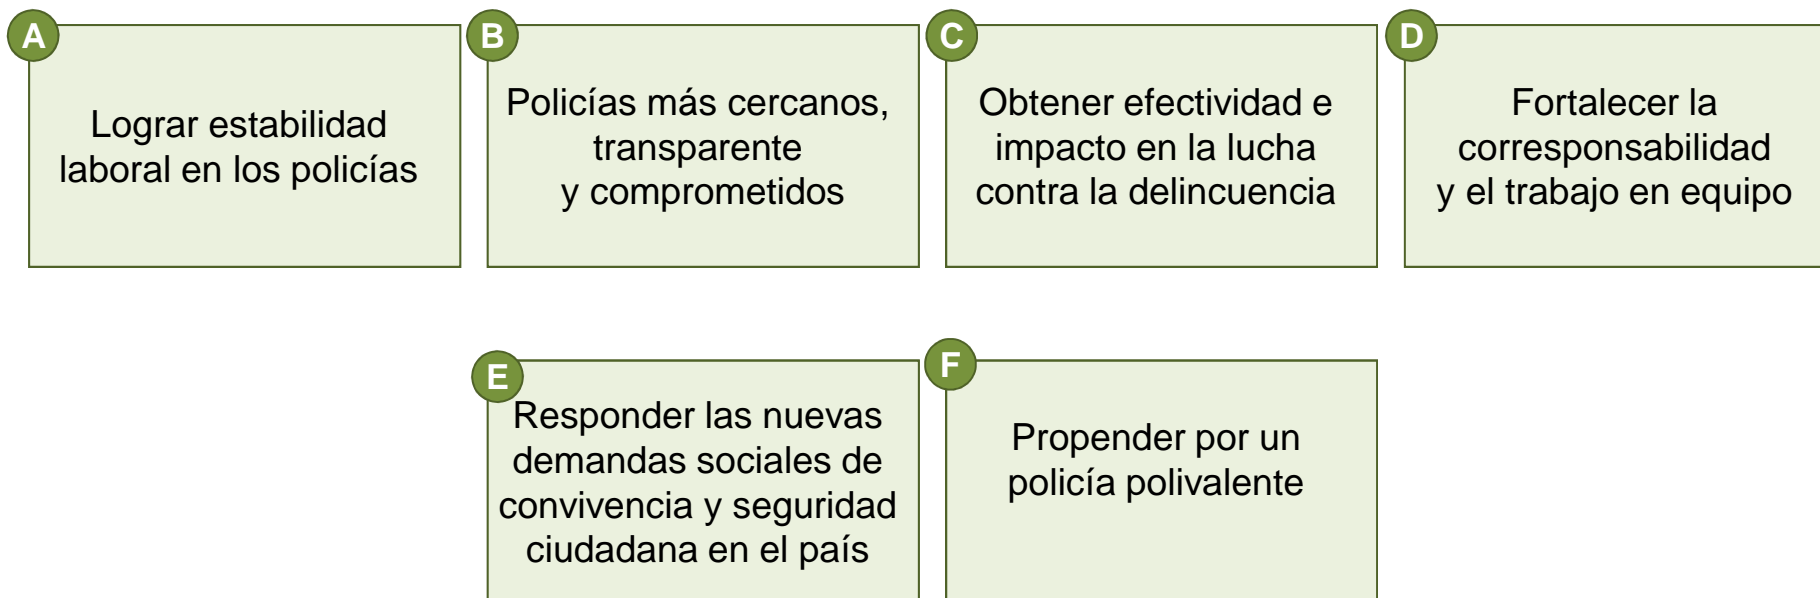 A
Lograr estabilidad
laboral en los policías
B
Policías más cercanos,
transparente
y comprometidos
C
Obtener efectividad e
impacto en la lucha
contra la delincuencia
D
Fortalecer la
corresponsabilidad
y el trabajo en equipo
E
Responder las nuevas
demandas sociales de
convivencia y seguridad
ciudadana en el país
F
Propender por un
policía polivalente